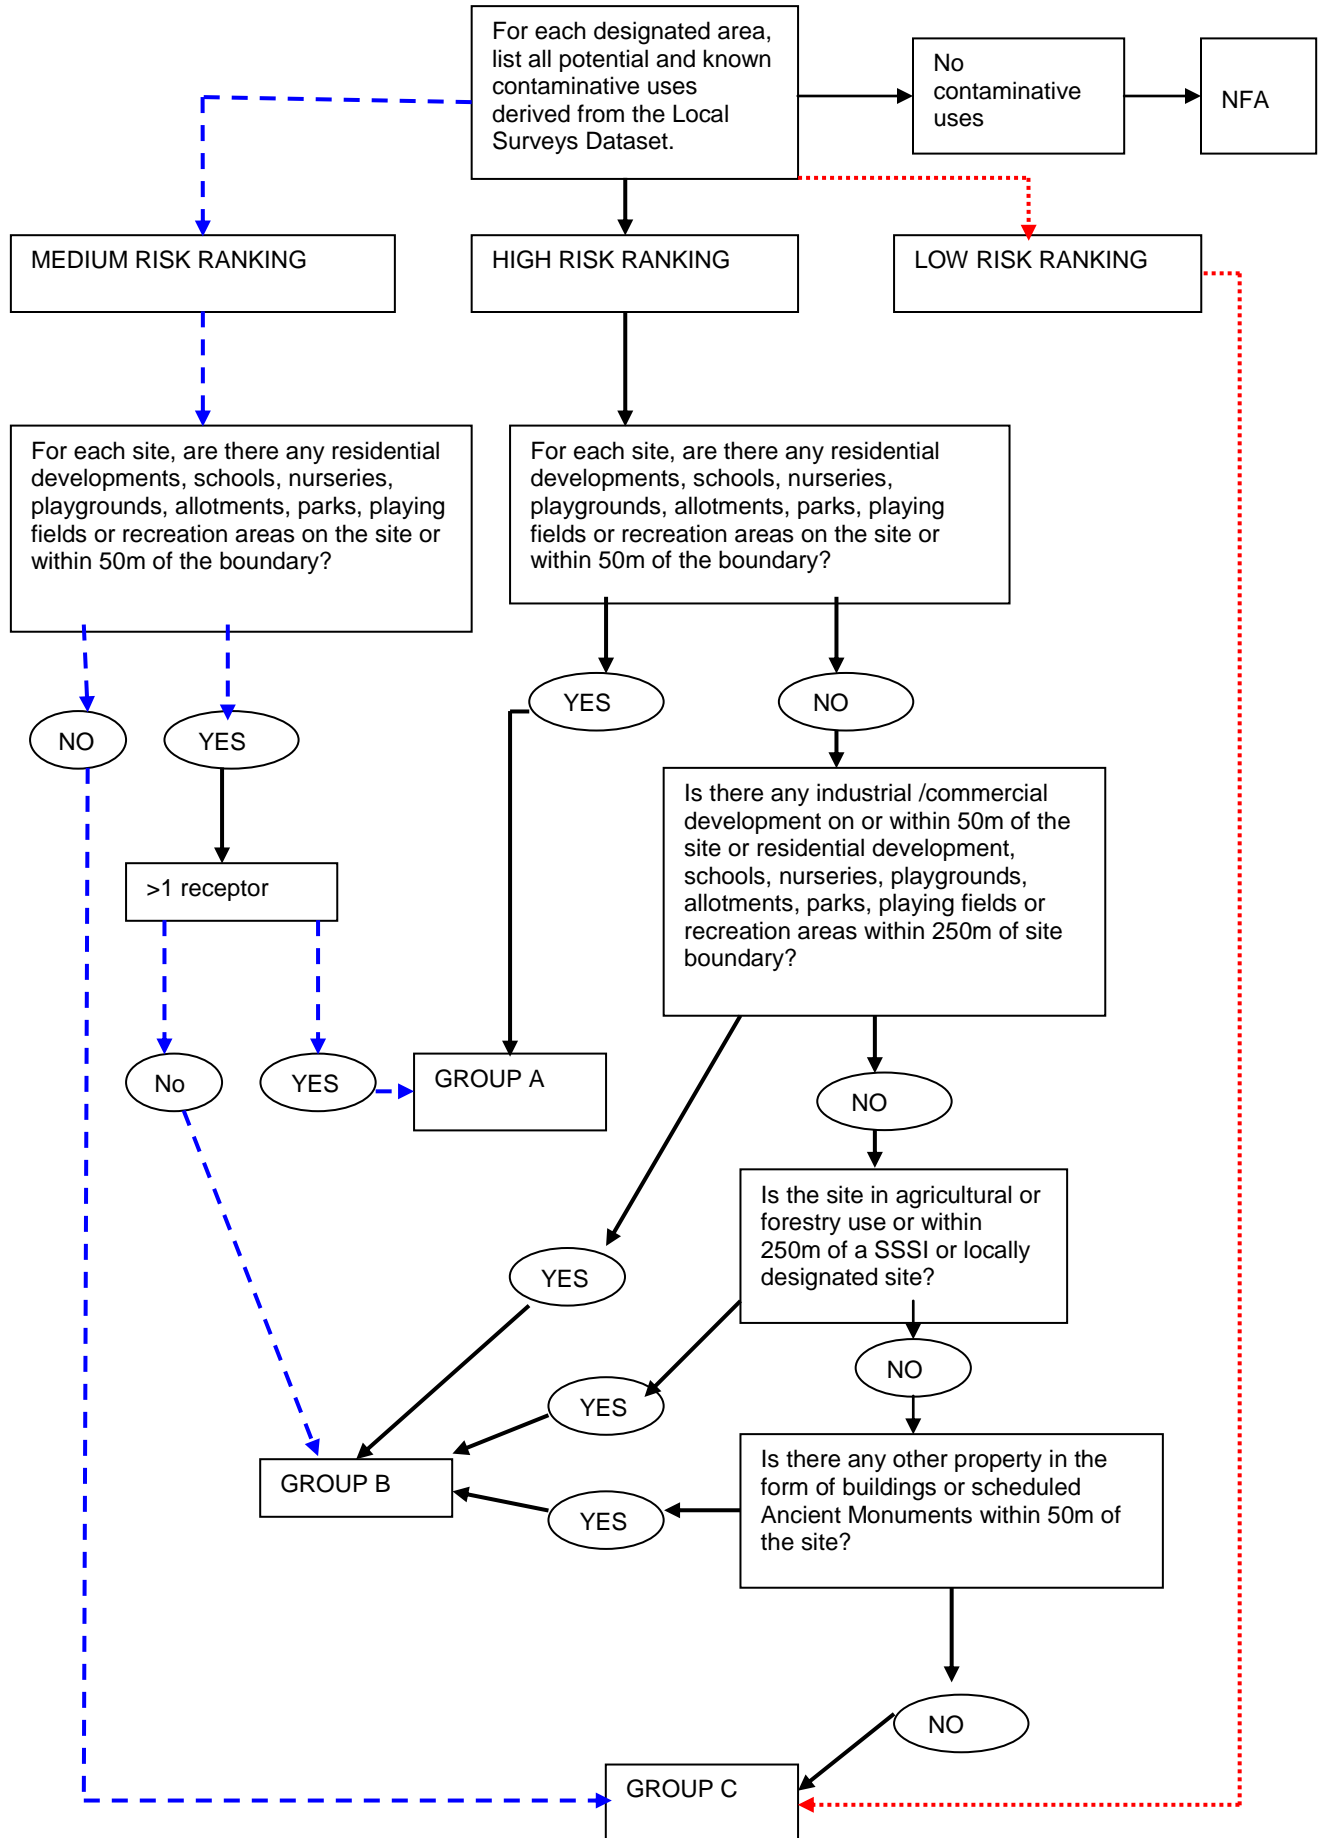 For each designated area,
list all potential and known
contaminative uses
derived from the Local
Surveys Dataset.
No
contaminative
uses
NFA
MEDIUM RISK RANKING
HIGH RISK RANKING
LOW RISK RANKING
For each site, are there any residential
developments, schools, nurseries,
playgrounds, allotments, parks, playing
fields or recreation areas on the site or
within 50m of the boundary?
For each site, are there any residential
developments, schools, nurseries,
playgrounds, allotments, parks, playing
fields or recreation areas on the site or
within 50m of the boundary?
YES
NO
NO
YES
Is there any industrial /commercial
development on or within 50m of the
site or residential development,
schools, nurseries, playgrounds,
allotments, parks, playing fields or
recreation areas within 250m of site
boundary?
>1 receptor
No
YES
GROUP A
NO
Is the site in agricultural or
forestry use or within
250m of a SSSI or locally
designated site?
YES
NO
YES
Is there any other property in the
form of buildings or scheduled
Ancient Monuments within 50m of
the site?
GROUP B
YES
NO
GROUP C